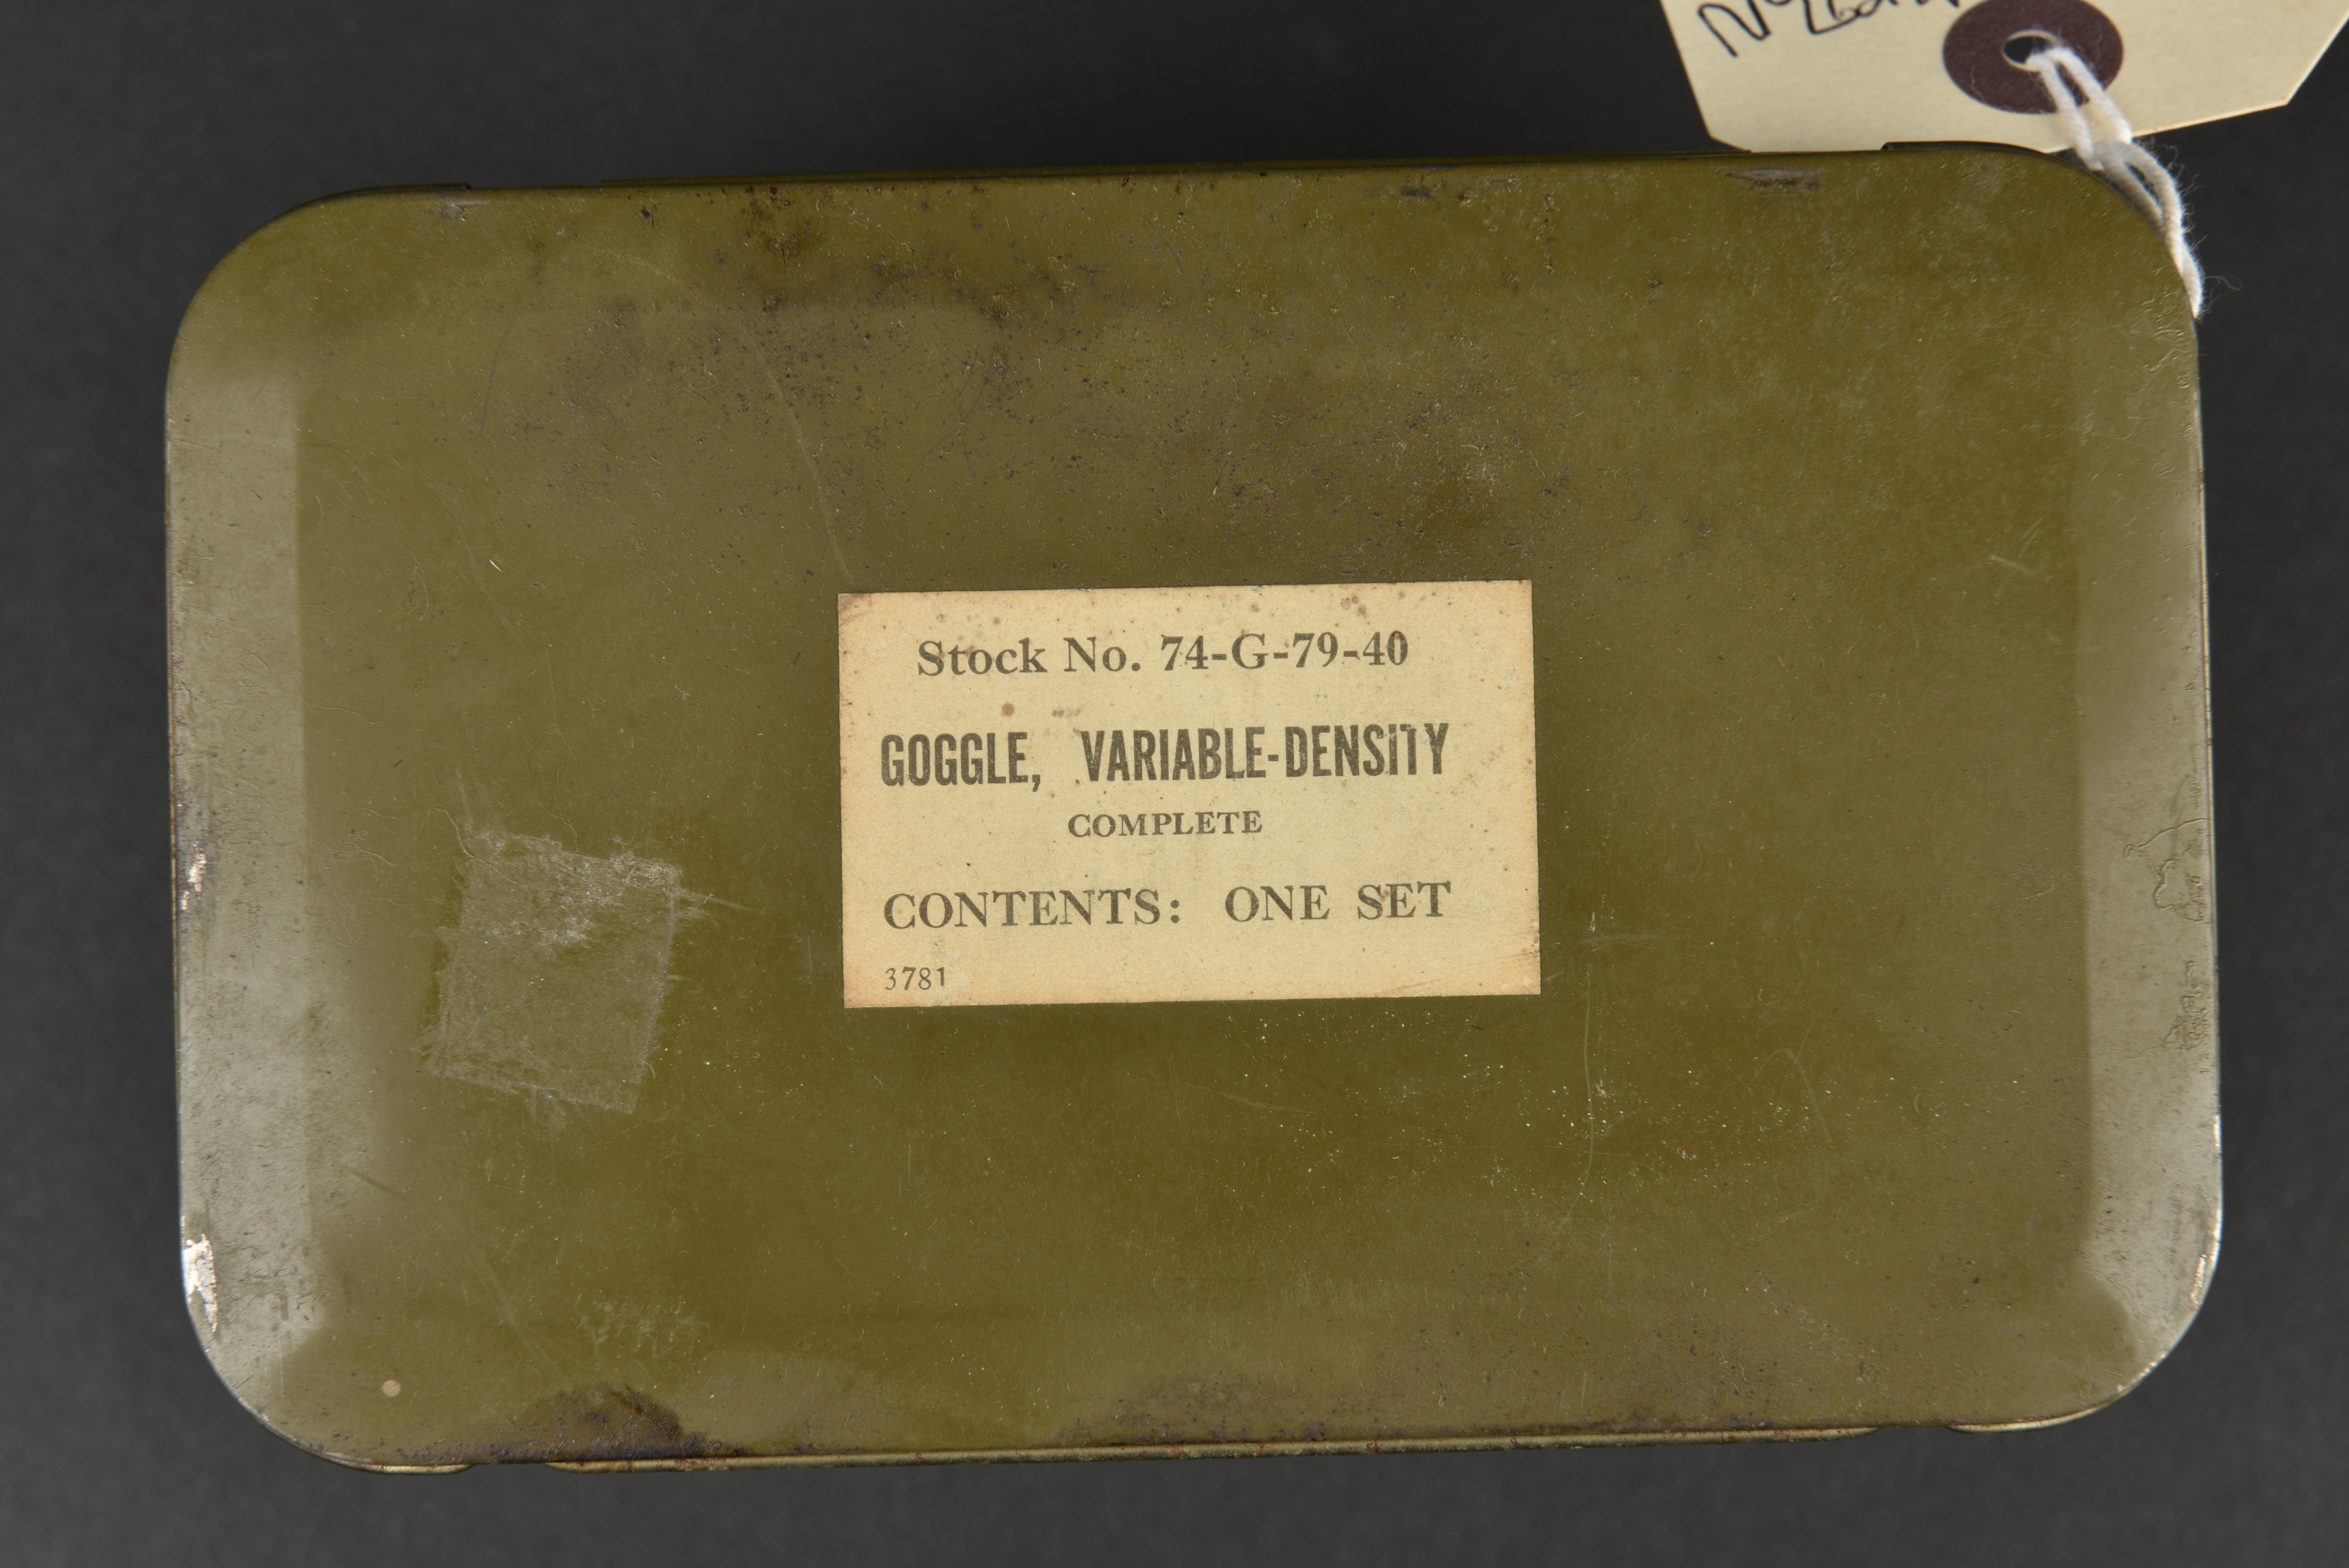 Stock No. 74-G-79-40
GOGGLE, VARIABLE-DENSITY
COMPLETE
CONTENTS: ONE SET
3781